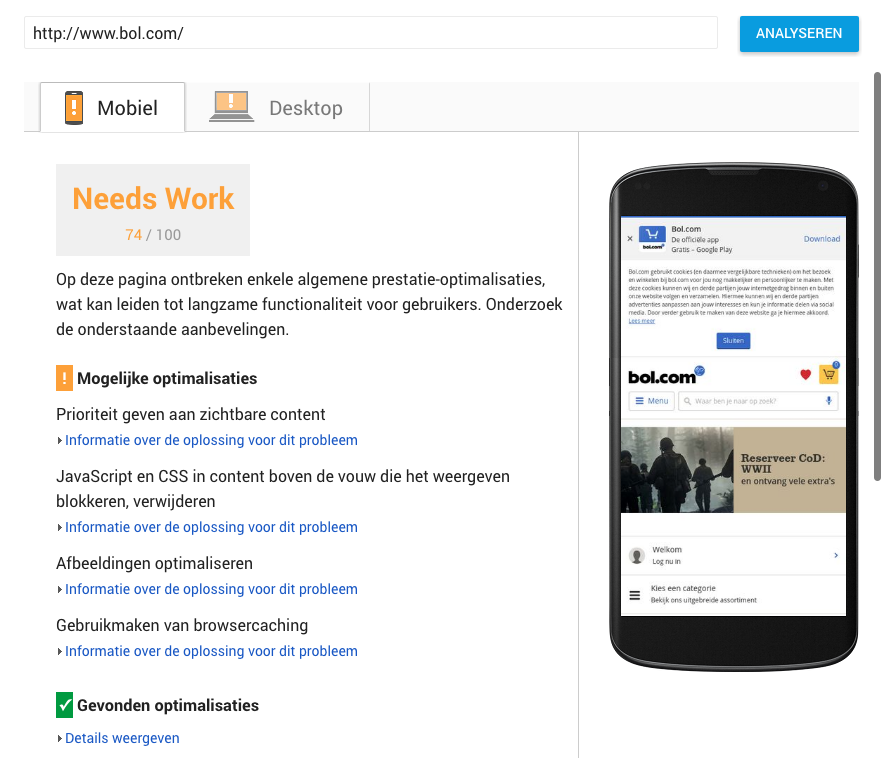 http://www.bol.com/
ANALYSEREN
Mobiel
Desktop
Needs Work
74 / 100
Op deze pagina ontbreken enkele algemene prestatie-optimalisaties,
wat kan leiden tot langzame functionaliteit voor gebruikers. Onderzoek
de onderstaande aanbevelingen.
! Mogelijke optimalisaties
Prioriteit geven aan zichtbare content
Informatie over de oplossing voor dit probleem
JavaScript en CSS in content boven de vouw die het weergeven
blokkeren, verwijderen
Informatie over de oplossing voor dit probleem
Afbeeldingen optimaliseren
Informatie over de oplossing voor dit probleem
Gebruikmaken van browsercaching
Informatie over de oplossing voor dit probleem
Gevonden optimalisaties
Details weergeven
Bol.com
De officiële app
Gratis – Google Play
Download
bol.com
Bol.com gebruikt cookies (en daarmee vergelijkbare technieken) om het bezoek
en winkelen bij bol.com voor jou nog makkelijker en persoonlijker te maken. Met
deze cookies kunnen wij en derde partijen jouw internetgedrag binnen en buiten
onze website volgen en verzamelen. Hiermee kunnen wij en derde partijen
advertenties aanpassen aan jouw interesses en kun je informatie delen via social
media. Door verder gebruik te maken van deze website ga je hiermee akkoord.
Lees meer
Sluiten
bol.com
0
Menu
Waar ben je naar op zoek?
Reserveer CoD:
WWII
en ontvang vele extra's
Welkom
Log nu in
Kies een categorie
Bekijk ons uitgebreide assortiment